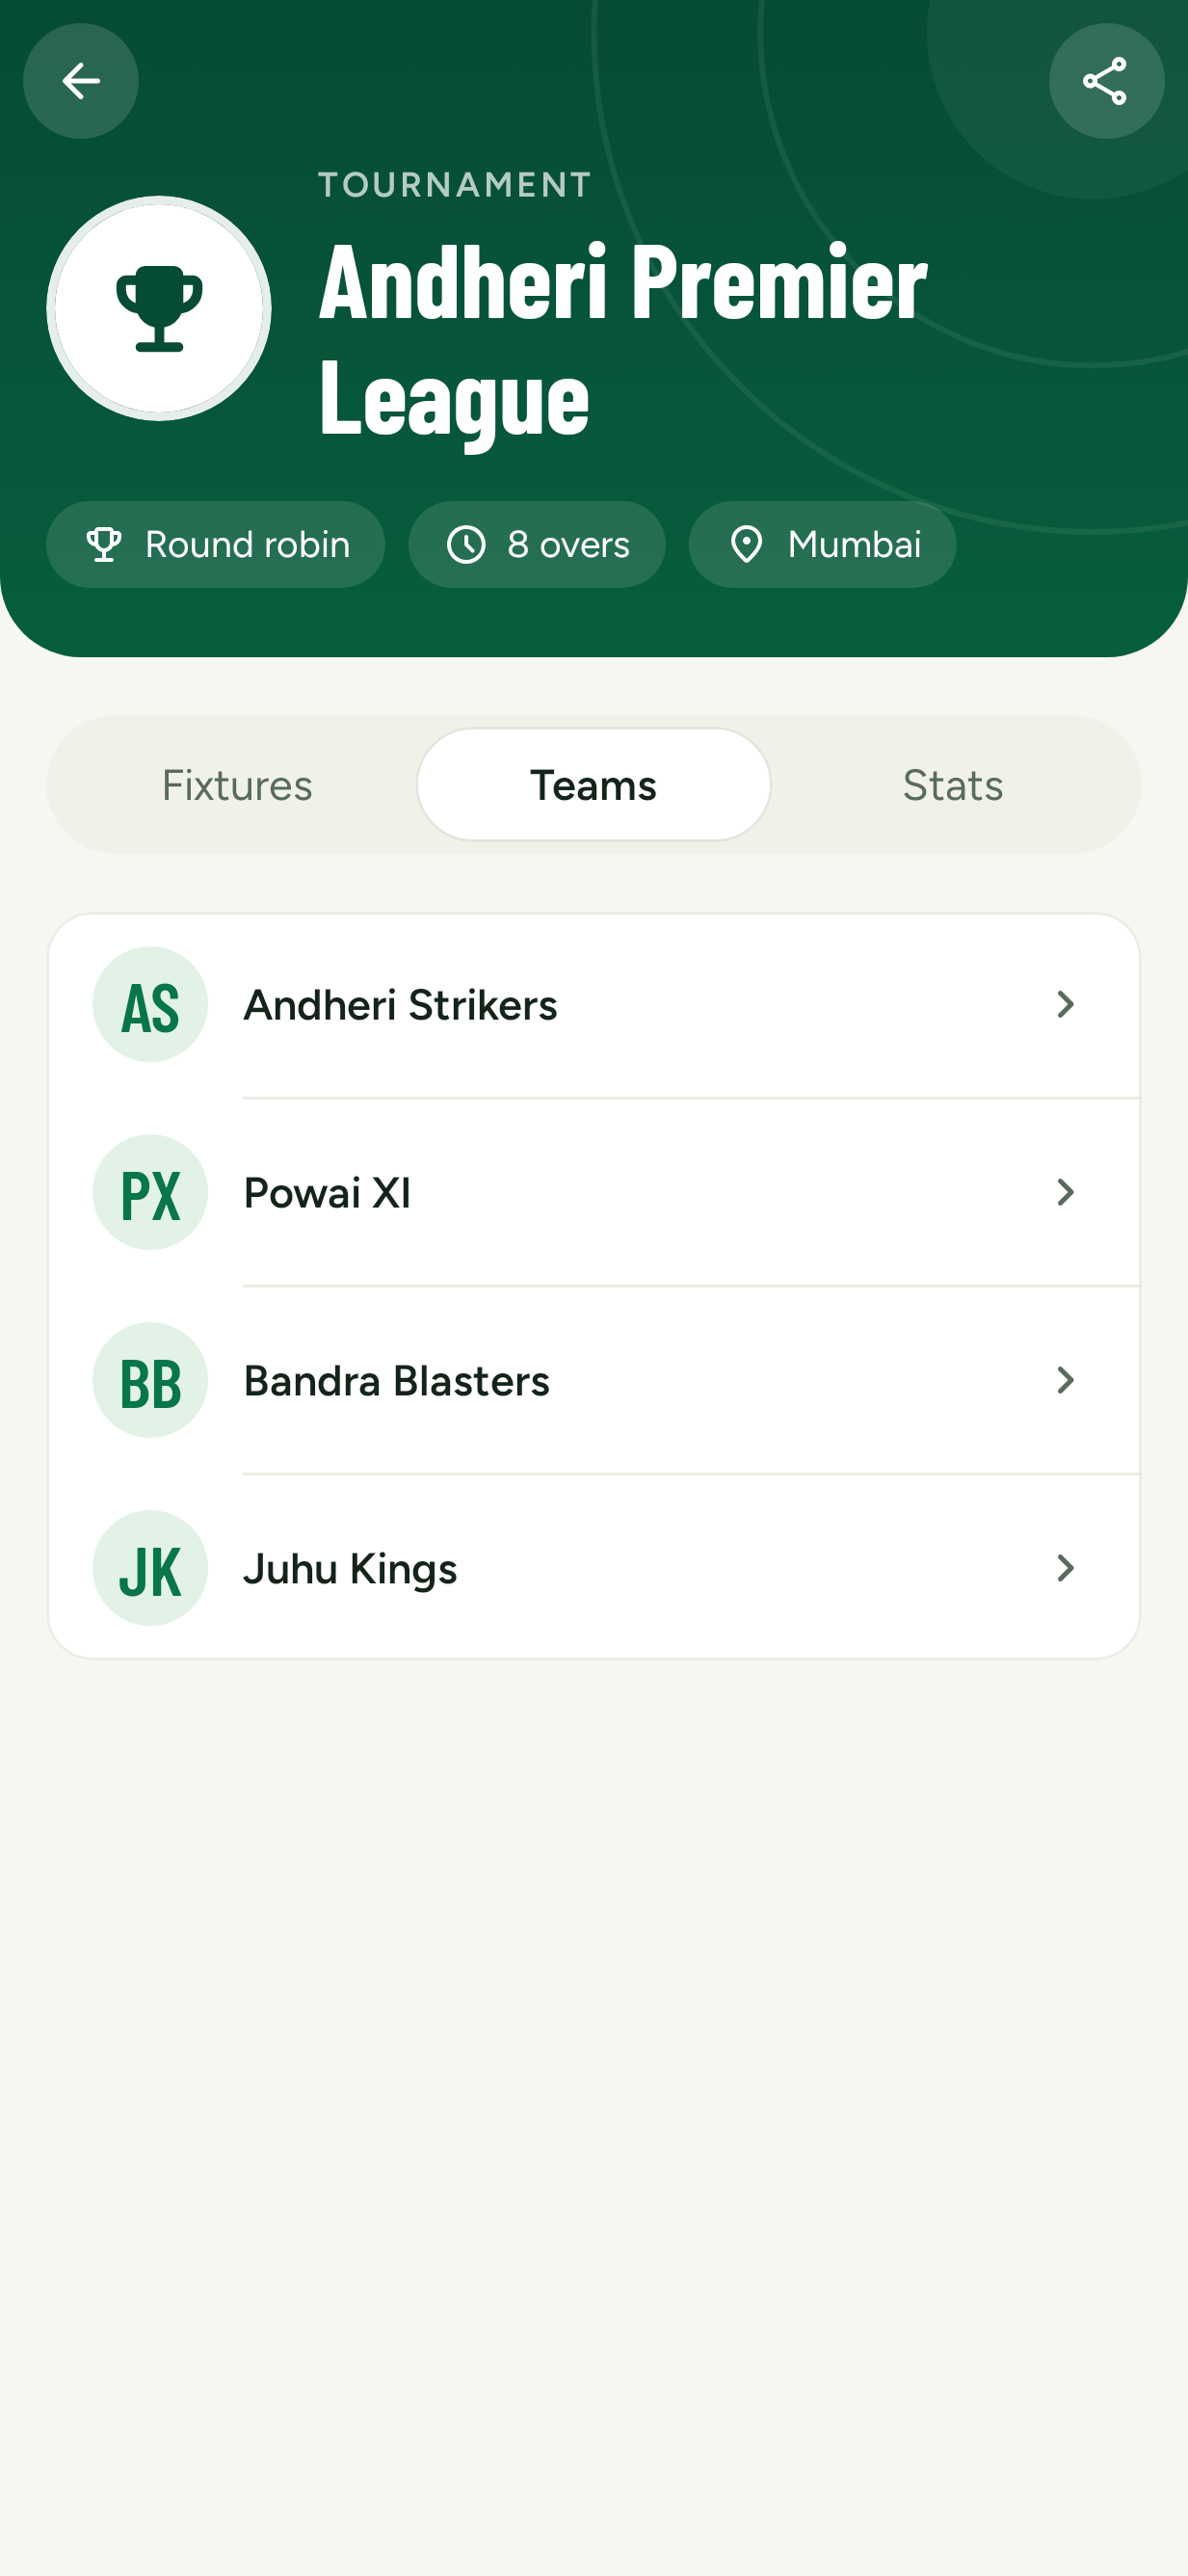 TOURNAMENT
Andheri Premier
League
Round robin
8 overs
Mumbai
Fixtures
Teams
Stats
AS
Andheri Strikers
PX
Powai XI
BB
Bandra Blasters
JK
Juhu Kings